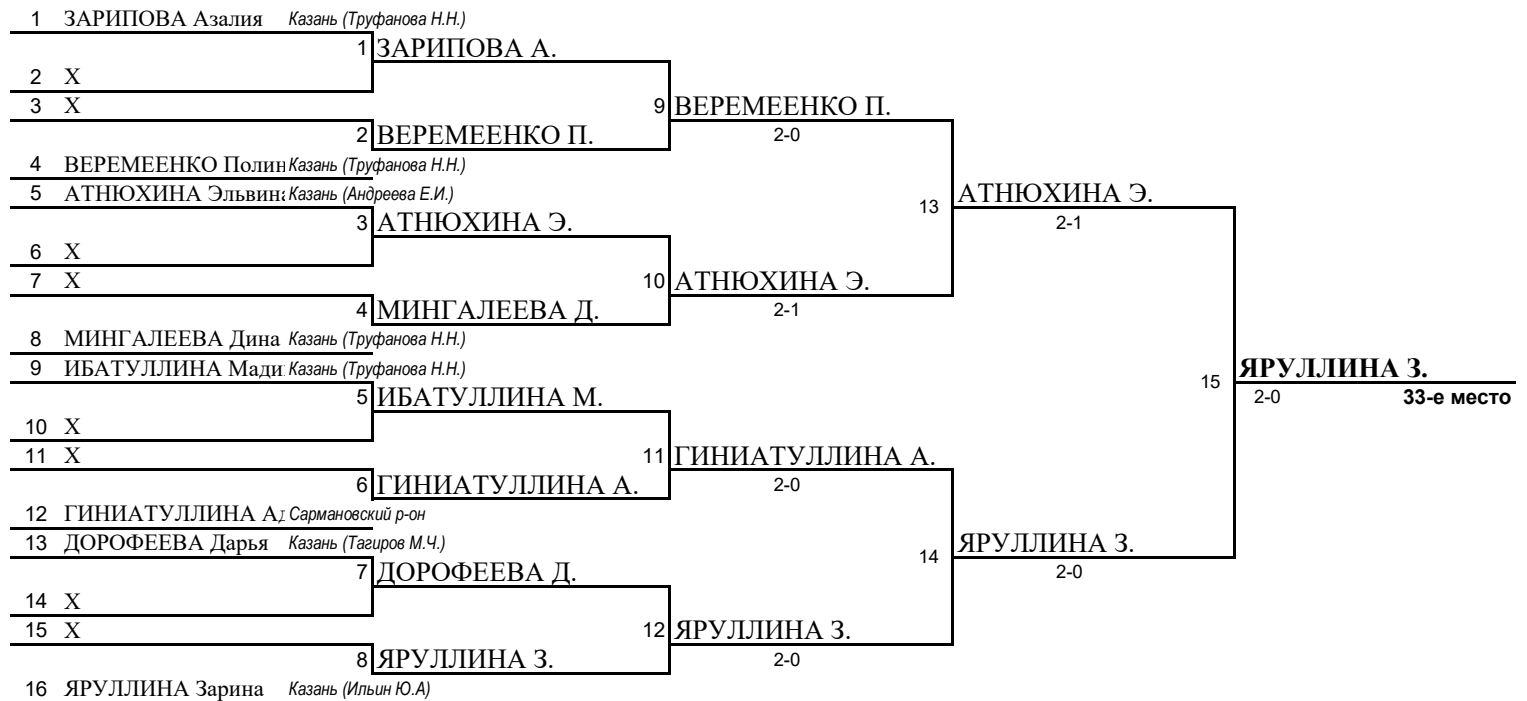 1 ЗАРИПОВА Азалия Казань (Труфанова Н.Н.)
1 ЗАРИПОВА А.
2 X
3 X
9 ВЕРЕМЕЕНКО П.
2 ВЕРЕМЕЕНКО П.
2-0
4 ВЕРЕМЕЕНКО Полин Казань (Труфанова Н.Н.)
5 АТНЮХИНА Эльвина Казань (Андреева Е.И.)
13 АТНЮХИНА Э.
3 АТНЮХИНА Э.
2-1
6 X
7 X
10 АТНЮХИНА Э.
4 МИНГАЛЕЕВА Д.
2-1
8 МИНГАЛЕЕВА Дина Казань (Труфанова Н.Н.)
9 ИБАТУЛЛИНА Мади Казань (Труфанова Н.Н.)
15 ЯРУЛЛИНА З.
5 ИБАТУЛЛИНА М.
2-0 33-е место
10 X
11 X
11 ГИНИАТУЛЛИНА А.
6 ГИНИАТУЛЛИНА А.
2-0
12 ГИНИАТУЛЛИНА Ад Сармановский р-он
13 ДОРОФЕЕВА Дарья Казань (Тагиров М.Ч.)
14 ЯРУЛЛИНА З.
7 ДОРОФЕЕВА Д.
2-0
14 X
15 X
12 ЯРУЛЛИНА З.
8 ЯРУЛЛИНА З.
2-0
16 ЯРУЛЛИНА Зарина Казань (Ильин Ю.А)